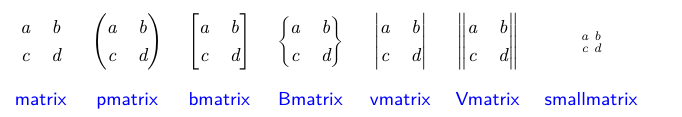 a b ( a b ) [ a b ] { a b } | a b | ‖ a b ‖ a b
c d ( c d ) [ c d ] { c d } | c d | ‖ c d ‖ c d
matrix pmatrix bmatrix Bmatrix vmatrix Vmatrix smallmatrix